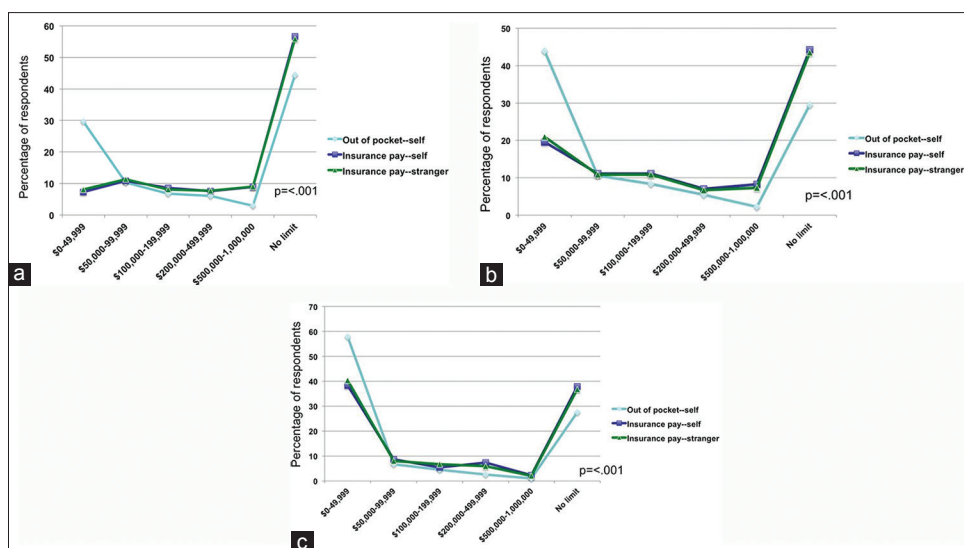 60
50
40
30
20
10
0
Percentage of respondents
Out of pocket--self
Insurance pay--self
Insurance pay--stranger
p=<.001
$0-49,999
$50,000-99,999
$100,000-199,999
$200,000-499,999
$500,000-1,000,000
No limit
a
50
40
30
20
10
0
Percentage of respondents
Out of pocket--self
Insurance pay--self
Insurance pay--stranger
p=<.001
$0-49,999
$50,000-99,999
$100,000-199,999
$200,000-499,999
$500,000-1,000,000
No limit
b
70
60
50
40
30
20
10
0
Percentage of respondents
Out of pocket--self
Insurance pay--self
Insurance pay--stranger
p=<.001
$0-49,999
$50,000-99,999
$100,000-199,999
$200,000-499,999
$500,000-1,000,000
No limit
c